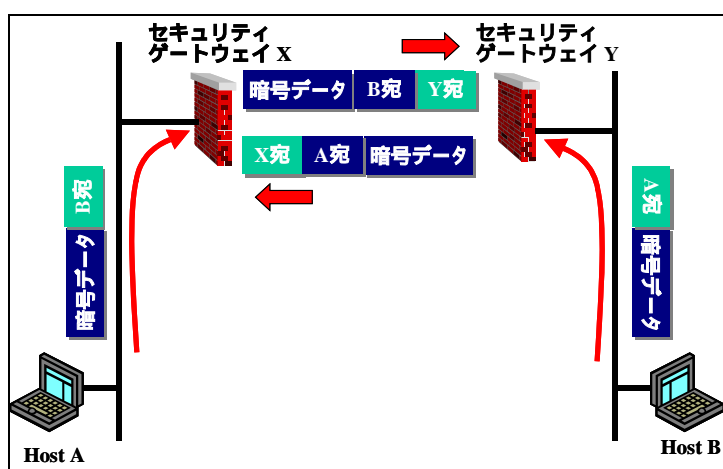 セキュリティ
ゲートウェイ X
セキュリティ
ゲートウェイ Y
暗号データ B宛 Y宛
X宛 A宛 暗号データ
B宛
暗号データ
A宛
暗号データ
Host A
Host B